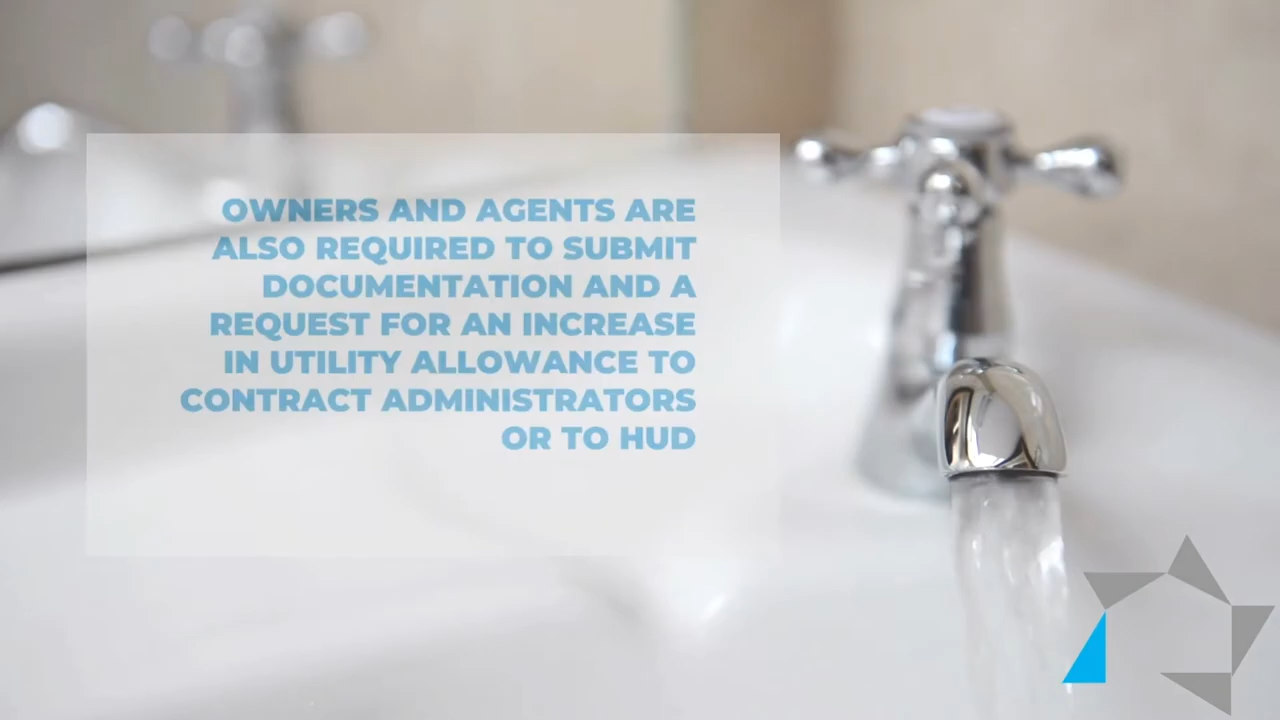 OWNERS AND AGENTS ARE
ALSO REQUIRED TO SUBMIT
DOCUMENTATION AND A
REQUEST FOR AN INCREASE
IN UTILITY ALLOWANCE TO
CONTRACT ADMINISTRATORS
OR TO HUD